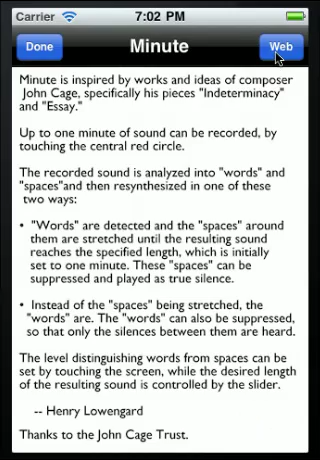 Carrier 7:02 PM
Done Minute Web
Minute is inspired by works and ideas of composer
John Cage, specifically his pieces "Indeterminacy"
and "Essay."
Up to one minute of sound can be recorded, by
touching the central red circle.
The recorded sound is analyzed into "words" and
"spaces"and then resynthesized in one of these
two ways:
• "Words" are detected and the "spaces" around
them are stretched until the resulting sound
reaches the specified length, which is initially
set to one minute. These "spaces" can be
suppressed and played as true silence.
• Instead of the "spaces" being stretched, the
"words" are. The "words" can also be suppressed,
so that only the silences between them are heard.
The level distinguishing words from spaces can be
set by touching the screen, while the desired length
of the resulting sound is controlled by the slider.
-- Henry Lowengard
Thanks to the John Cage Trust.